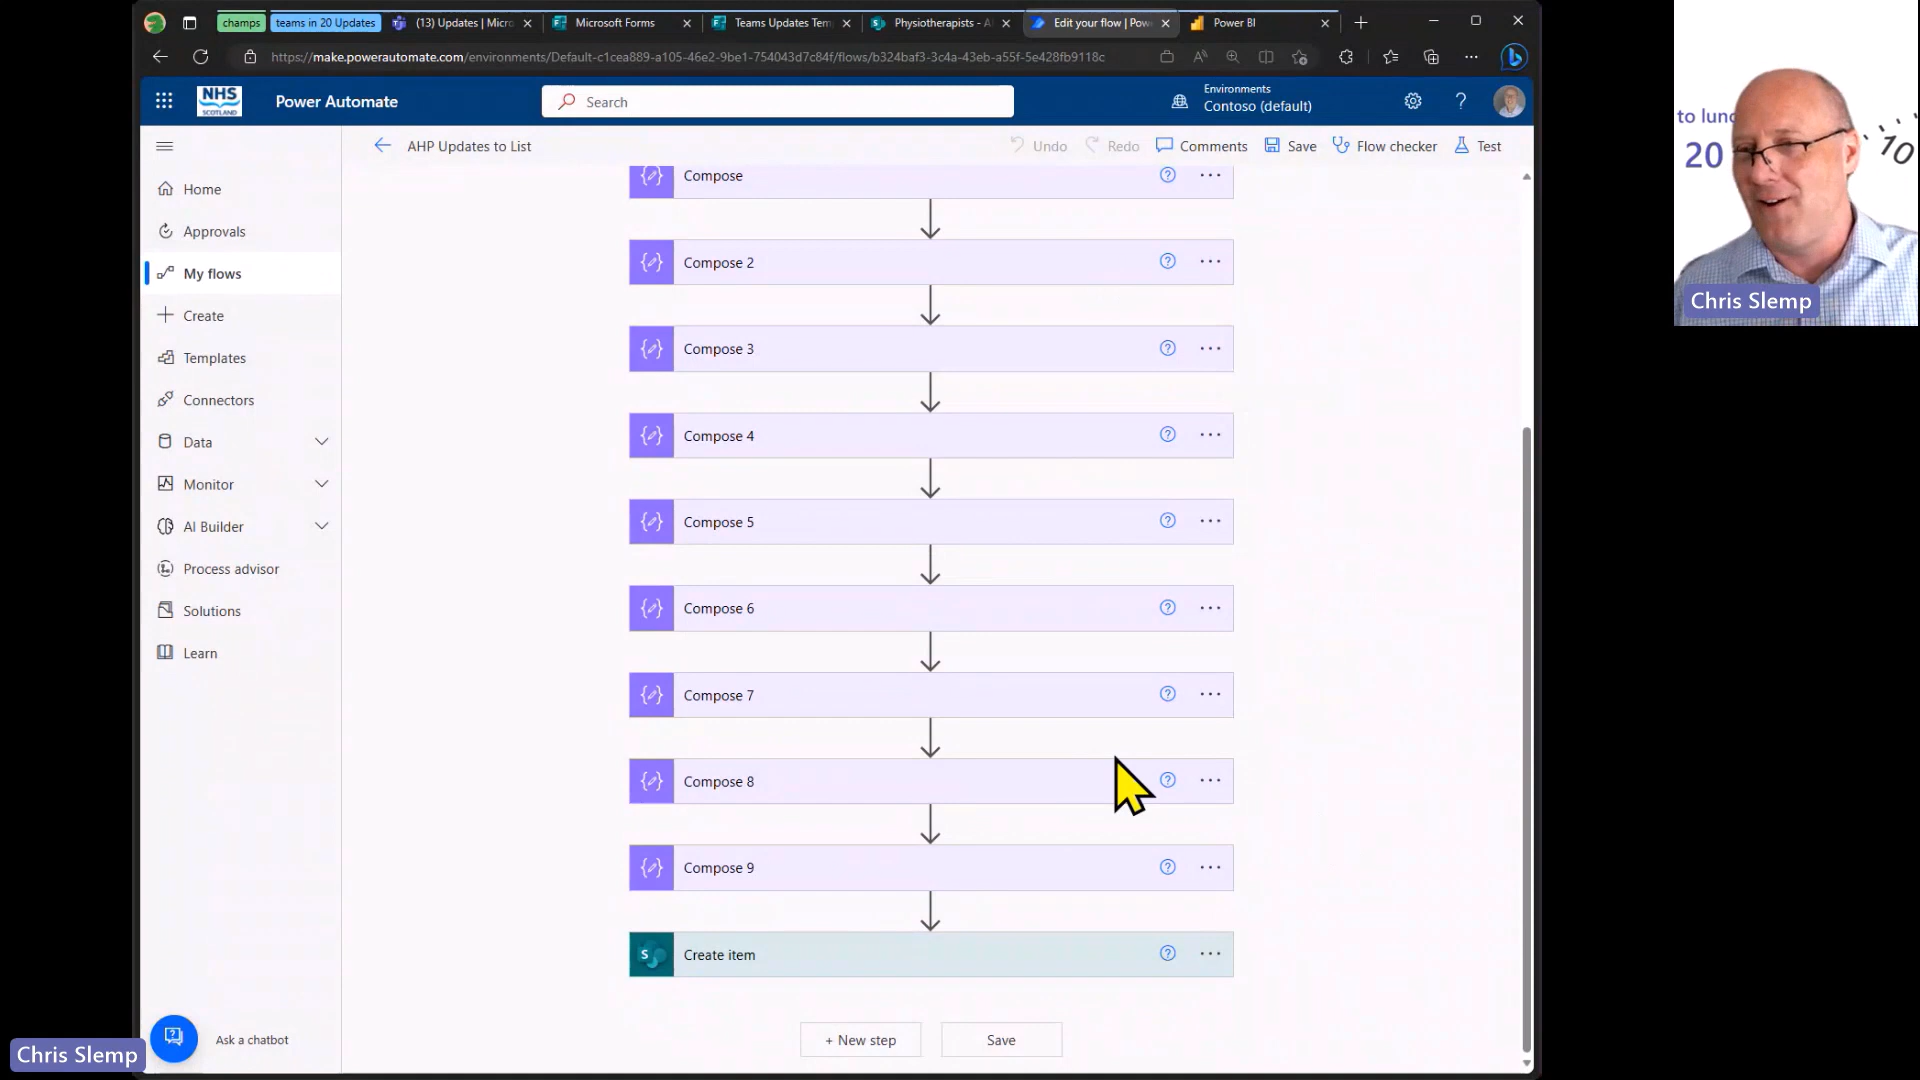 champs
teams in 20 Updates
(13) Updates | Micro
Microsoft Forms
Teams Updates Tem
Physiotherapists - A
Edit your flow | Pow
Power BI
https://make.powerautomate.com/environments/Default-c1cea889-a105-46e2-9be1-754043d7c84f/flows/b324baf3-3c4a-43eb-a55f-5e428fb9118c
NHS
SCOTLAND
Power Automate
Search
Environments
Contoso (default)
AHP Updates to List
Undo
Redo
Comments
Save
Flow checker
Test
Home
Approvals
My flows
Create
Templates
Connectors
Data
Monitor
AI Builder
Process advisor
Solutions
Learn
Ask a chatbot
Compose
Compose 2
Compose 3
Compose 4
Compose 5
Compose 6
Compose 7
Compose 8
Compose 9
Create item
+ New step
Save
to lunc
20
10
Chris Slemp
Chris Slemp